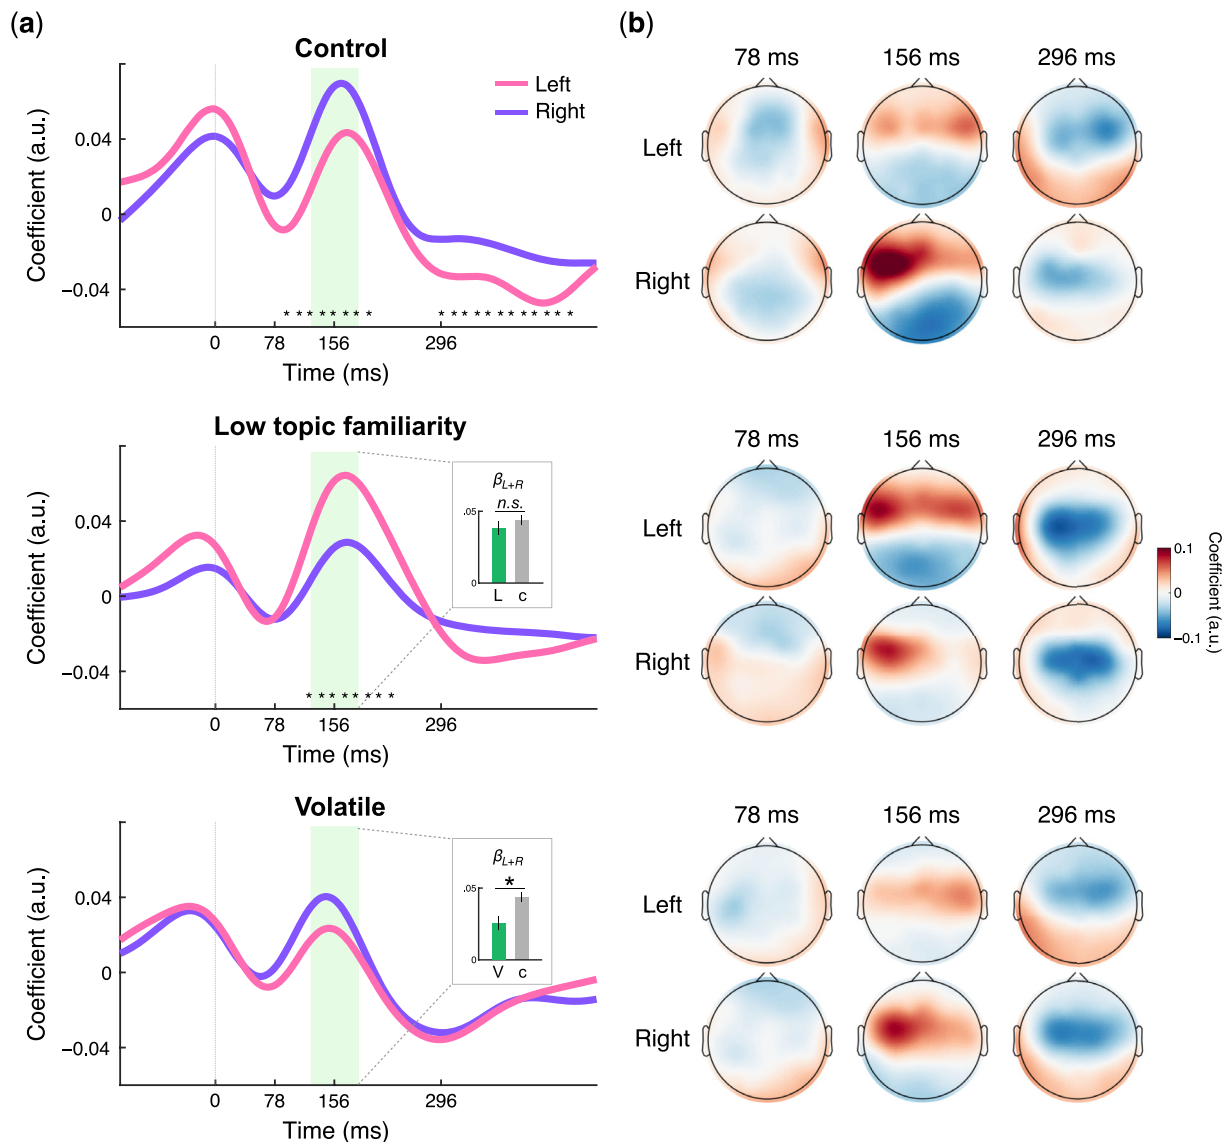 (a)
Control
Left
Right
Coefficient (a.u.)
0.04
0
−0.04
* * * * * * * * * * * * * * * * * * * *
0 78 156 296
Time (ms)
Low topic familiarity
Coefficient (a.u.)
0.04
0
−0.04
βL+R
n.s.
.05
0
L c
* * * * * * * *
0 78 156 296
Time (ms)
Volatile
Coefficient (a.u.)
0.04
0
−0.04
βL+R
*
.05
0
V c
0 78 156 296
Time (ms)
(b)
78 ms 156 ms 296 ms
Left
Right
78 ms 156 ms 296 ms
Left
Right
0.1
0
−0.1
Coefficient (a.u.)
78 ms 156 ms 296 ms
Left
Right